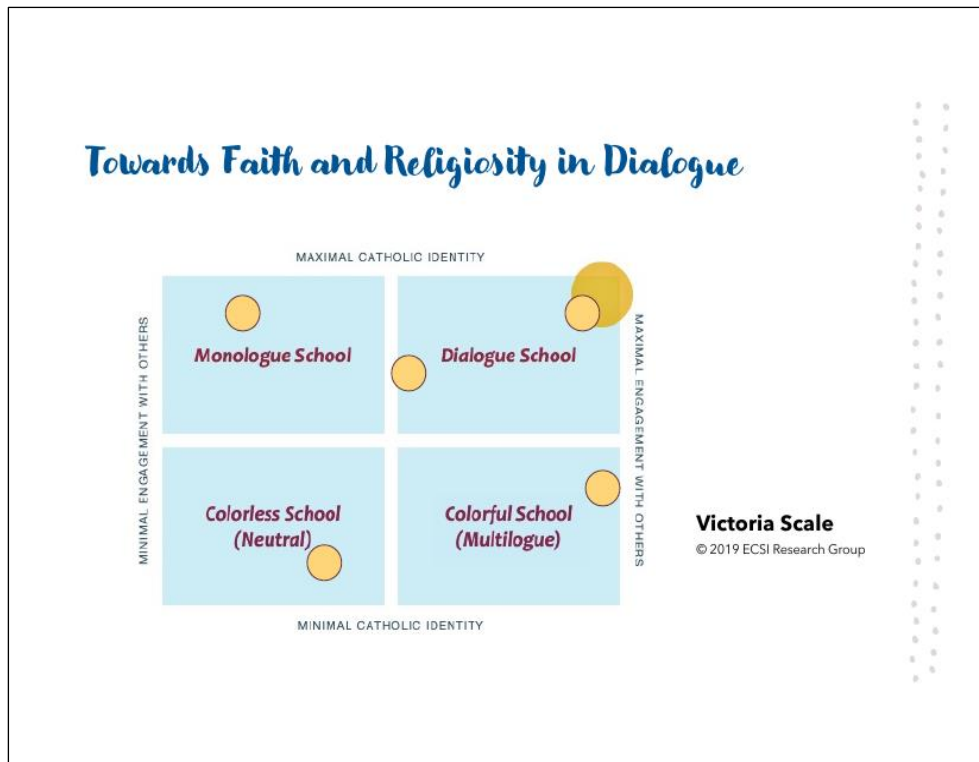 Towards Faith and Religiosity in Dialogue
MAXIMAL CATHOLIC IDENTITY
MINIMAL ENGAGEMENT WITH OTHERS
Monologue School
Dialogue School
MAXIMAL ENGAGEMENT WITH OTHERS
Colorless School
(Neutral)
Colorful School
(Multilogue)
Victoria Scale
© 2019 ECSI Research Group
MINIMAL CATHOLIC IDENTITY